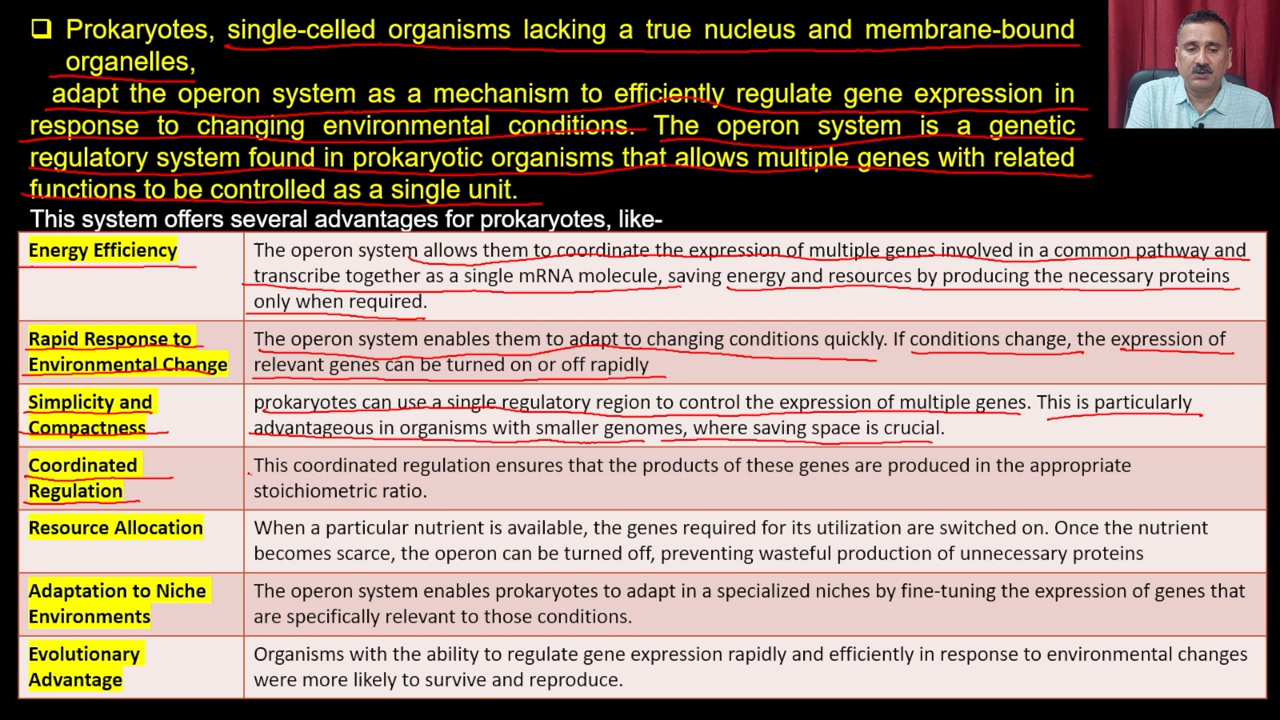 ❑ Prokaryotes, single-celled organisms lacking a true nucleus and membrane-bound
organelles,
adapt the operon system as a mechanism to efficiently regulate gene expression in
response to changing environmental conditions. The operon system is a genetic
regulatory system found in prokaryotic organisms that allows multiple genes with related
functions to be controlled as a single unit.
This system offers several advantages for prokaryotes, like-
Energy Efficiency
The operon system allows them to coordinate the expression of multiple genes involved in a common pathway and
transcribe together as a single mRNA molecule, saving energy and resources by producing the necessary proteins
only when required.
Rapid Response to
Environmental Change
The operon system enables them to adapt to changing conditions quickly. If conditions change, the expression of
relevant genes can be turned on or off rapidly
Simplicity and
Compactness
prokaryotes can use a single regulatory region to control the expression of multiple genes. This is particularly
advantageous in organisms with smaller genomes, where saving space is crucial.
Coordinated
Regulation
This coordinated regulation ensures that the products of these genes are produced in the appropriate
stoichiometric ratio.
Resource Allocation
When a particular nutrient is available, the genes required for its utilization are switched on. Once the nutrient
becomes scarce, the operon can be turned off, preventing wasteful production of unnecessary proteins
Adaptation to Niche
Environments
The operon system enables prokaryotes to adapt in a specialized niches by fine-tuning the expression of genes that
are specifically relevant to those conditions.
Evolutionary
Advantage
Organisms with the ability to regulate gene expression rapidly and efficiently in response to environmental changes
were more likely to survive and reproduce.